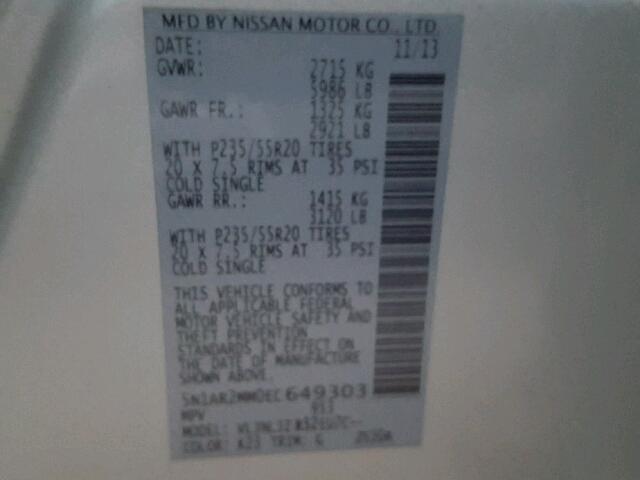 MFD BY NISSAN MOTOR CO., LTD.
DATE: 11/13
GVWR: 2715 KG
5986 LB
GAWR FR.: 1325 KG
2921 LB
WITH P235/55R20 TIRES
20 X 7.5 RIMS AT 35 PSI
COLD SINGLE
GAWR RR.: 1415 KG
3120 LB
WITH P235/55R20 TIRES
20 X 7.5 RIMS AT 35 PSI
COLD SINGLE
THIS VEHICLE CONFORMS TO
ALL APPLICABLE FEDERAL
MOTOR VEHICLE SAFETY AND
THEFT PREVENTION
STANDARDS IN EFFECT ON
THE DATE OF MANUFACTURE
SHOWN ABOVE.
5N1AR2MM0EC649303
MPV
MODEL:
COLOR: K23 TRIM: G